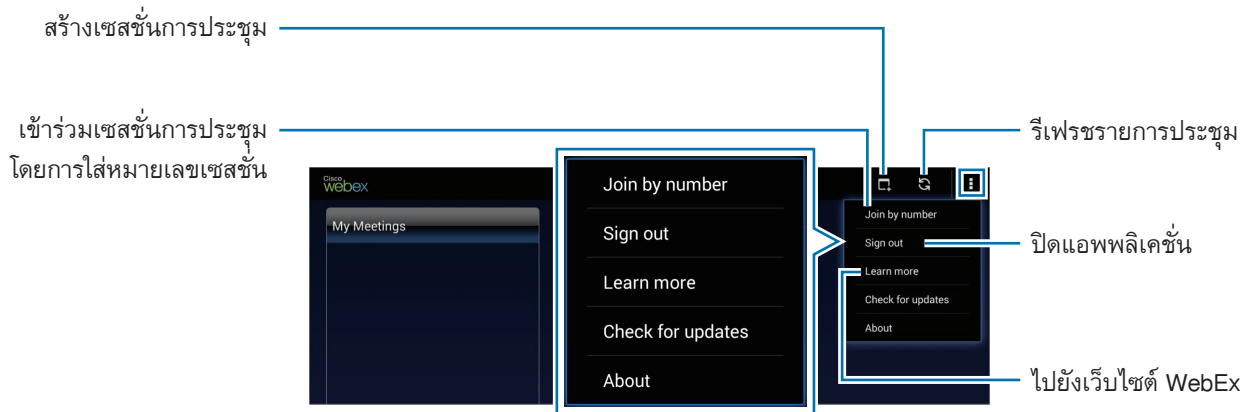 สร้างเซสชั่นการประชุม
เข้าร่วมเซสชั่นการประชุม
โดยการใส่หมายเลขเซสชั่น
รีเฟรชรายการประชุม
ปิดแอพพลิเคชั่น
ไปยังเว็บไซต์ WebEx
Cisco
webex
My Meetings
Join by number
Sign out
Learn more
Check for updates
About
Join by number
Sign out
Learn more
Check for updates
About